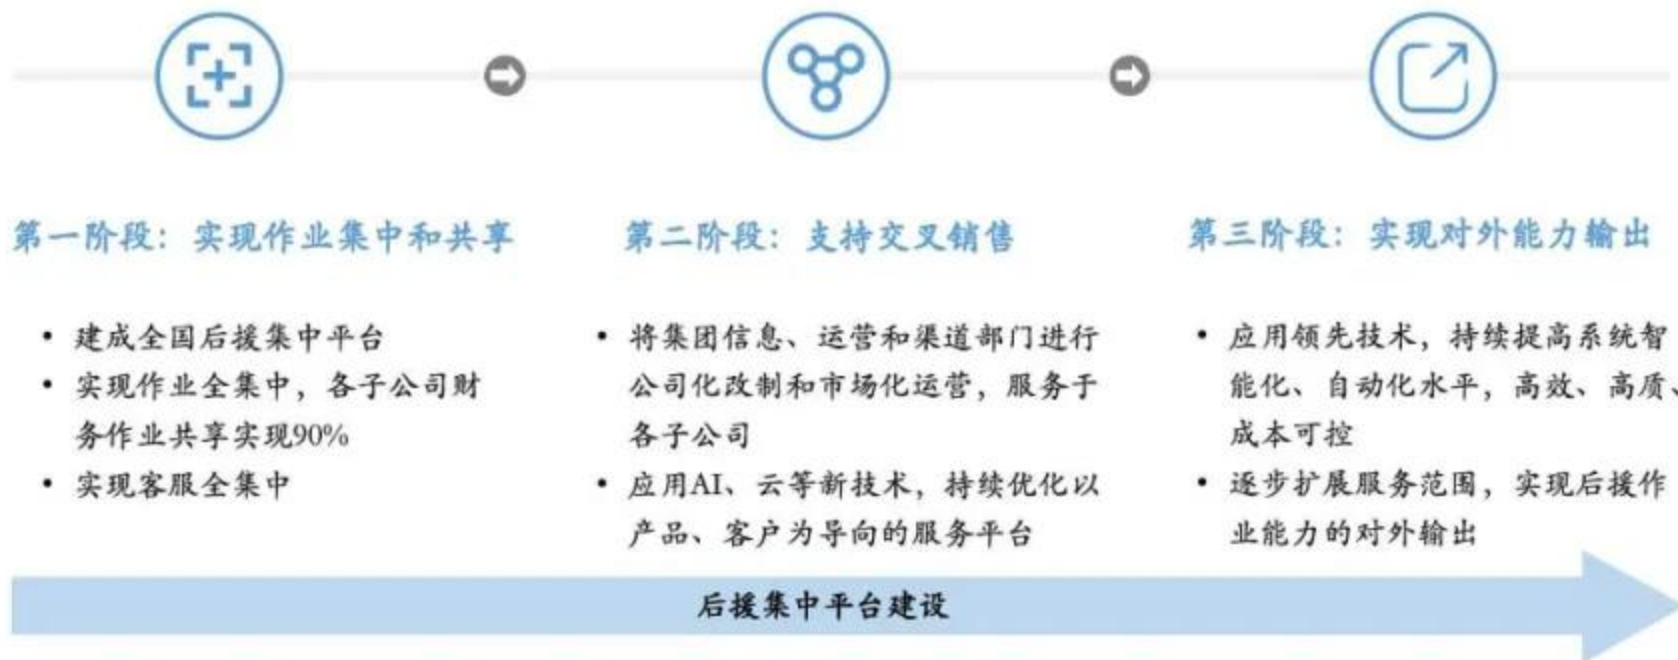 第一阶段：实现作业集中和共享
• 建成全国后援集中平台
• 实现作业全集中，各子公司财
务作业共享实现90%
• 实现客服全集中
第二阶段：支持交叉销售
• 将集团信息、运营和渠道部门进行
公司化改制和市场化运营，服务于
各子公司
• 应用AI、云等新技术，持续优化以
产品、客户为导向的服务平台
第三阶段：实现对外能力输出
• 应用领先技术，持续提高系统智
能化、自动化水平，高效、高质、
成本可控
• 逐步扩展服务范围，实现后援作
业能力的对外输出
后援集中平台建设